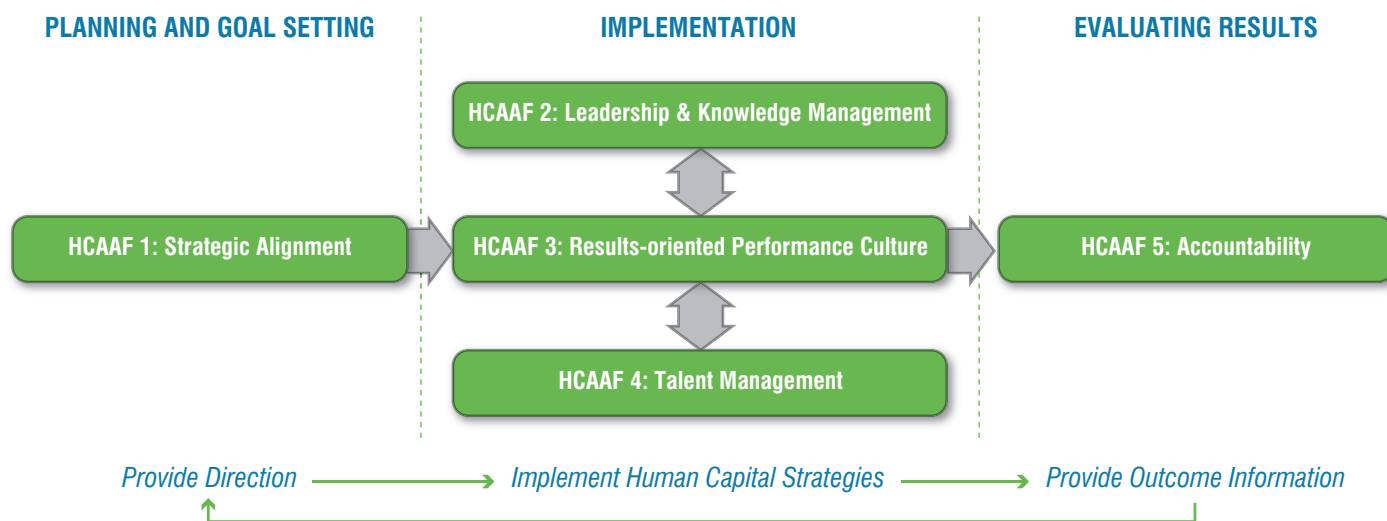 PLANNING AND GOAL SETTING
IMPLEMENTATION
EVALUATING RESULTS
HCAAF 2: Leadership & Knowledge Management
HCAAF 1: Strategic Alignment
HCAAF 3: Results-oriented Performance Culture
HCAAF 5: Accountability
HCAAF 4: Talent Management
Provide Direction
Implement Human Capital Strategies
Provide Outcome Information